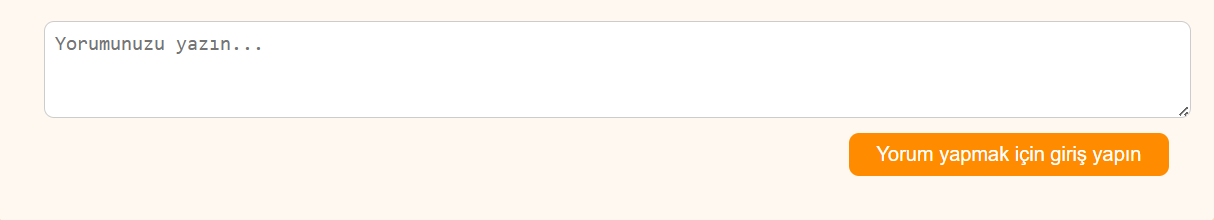 Yorumunuzu yazın...
Yorum yapmak için giriş yapın